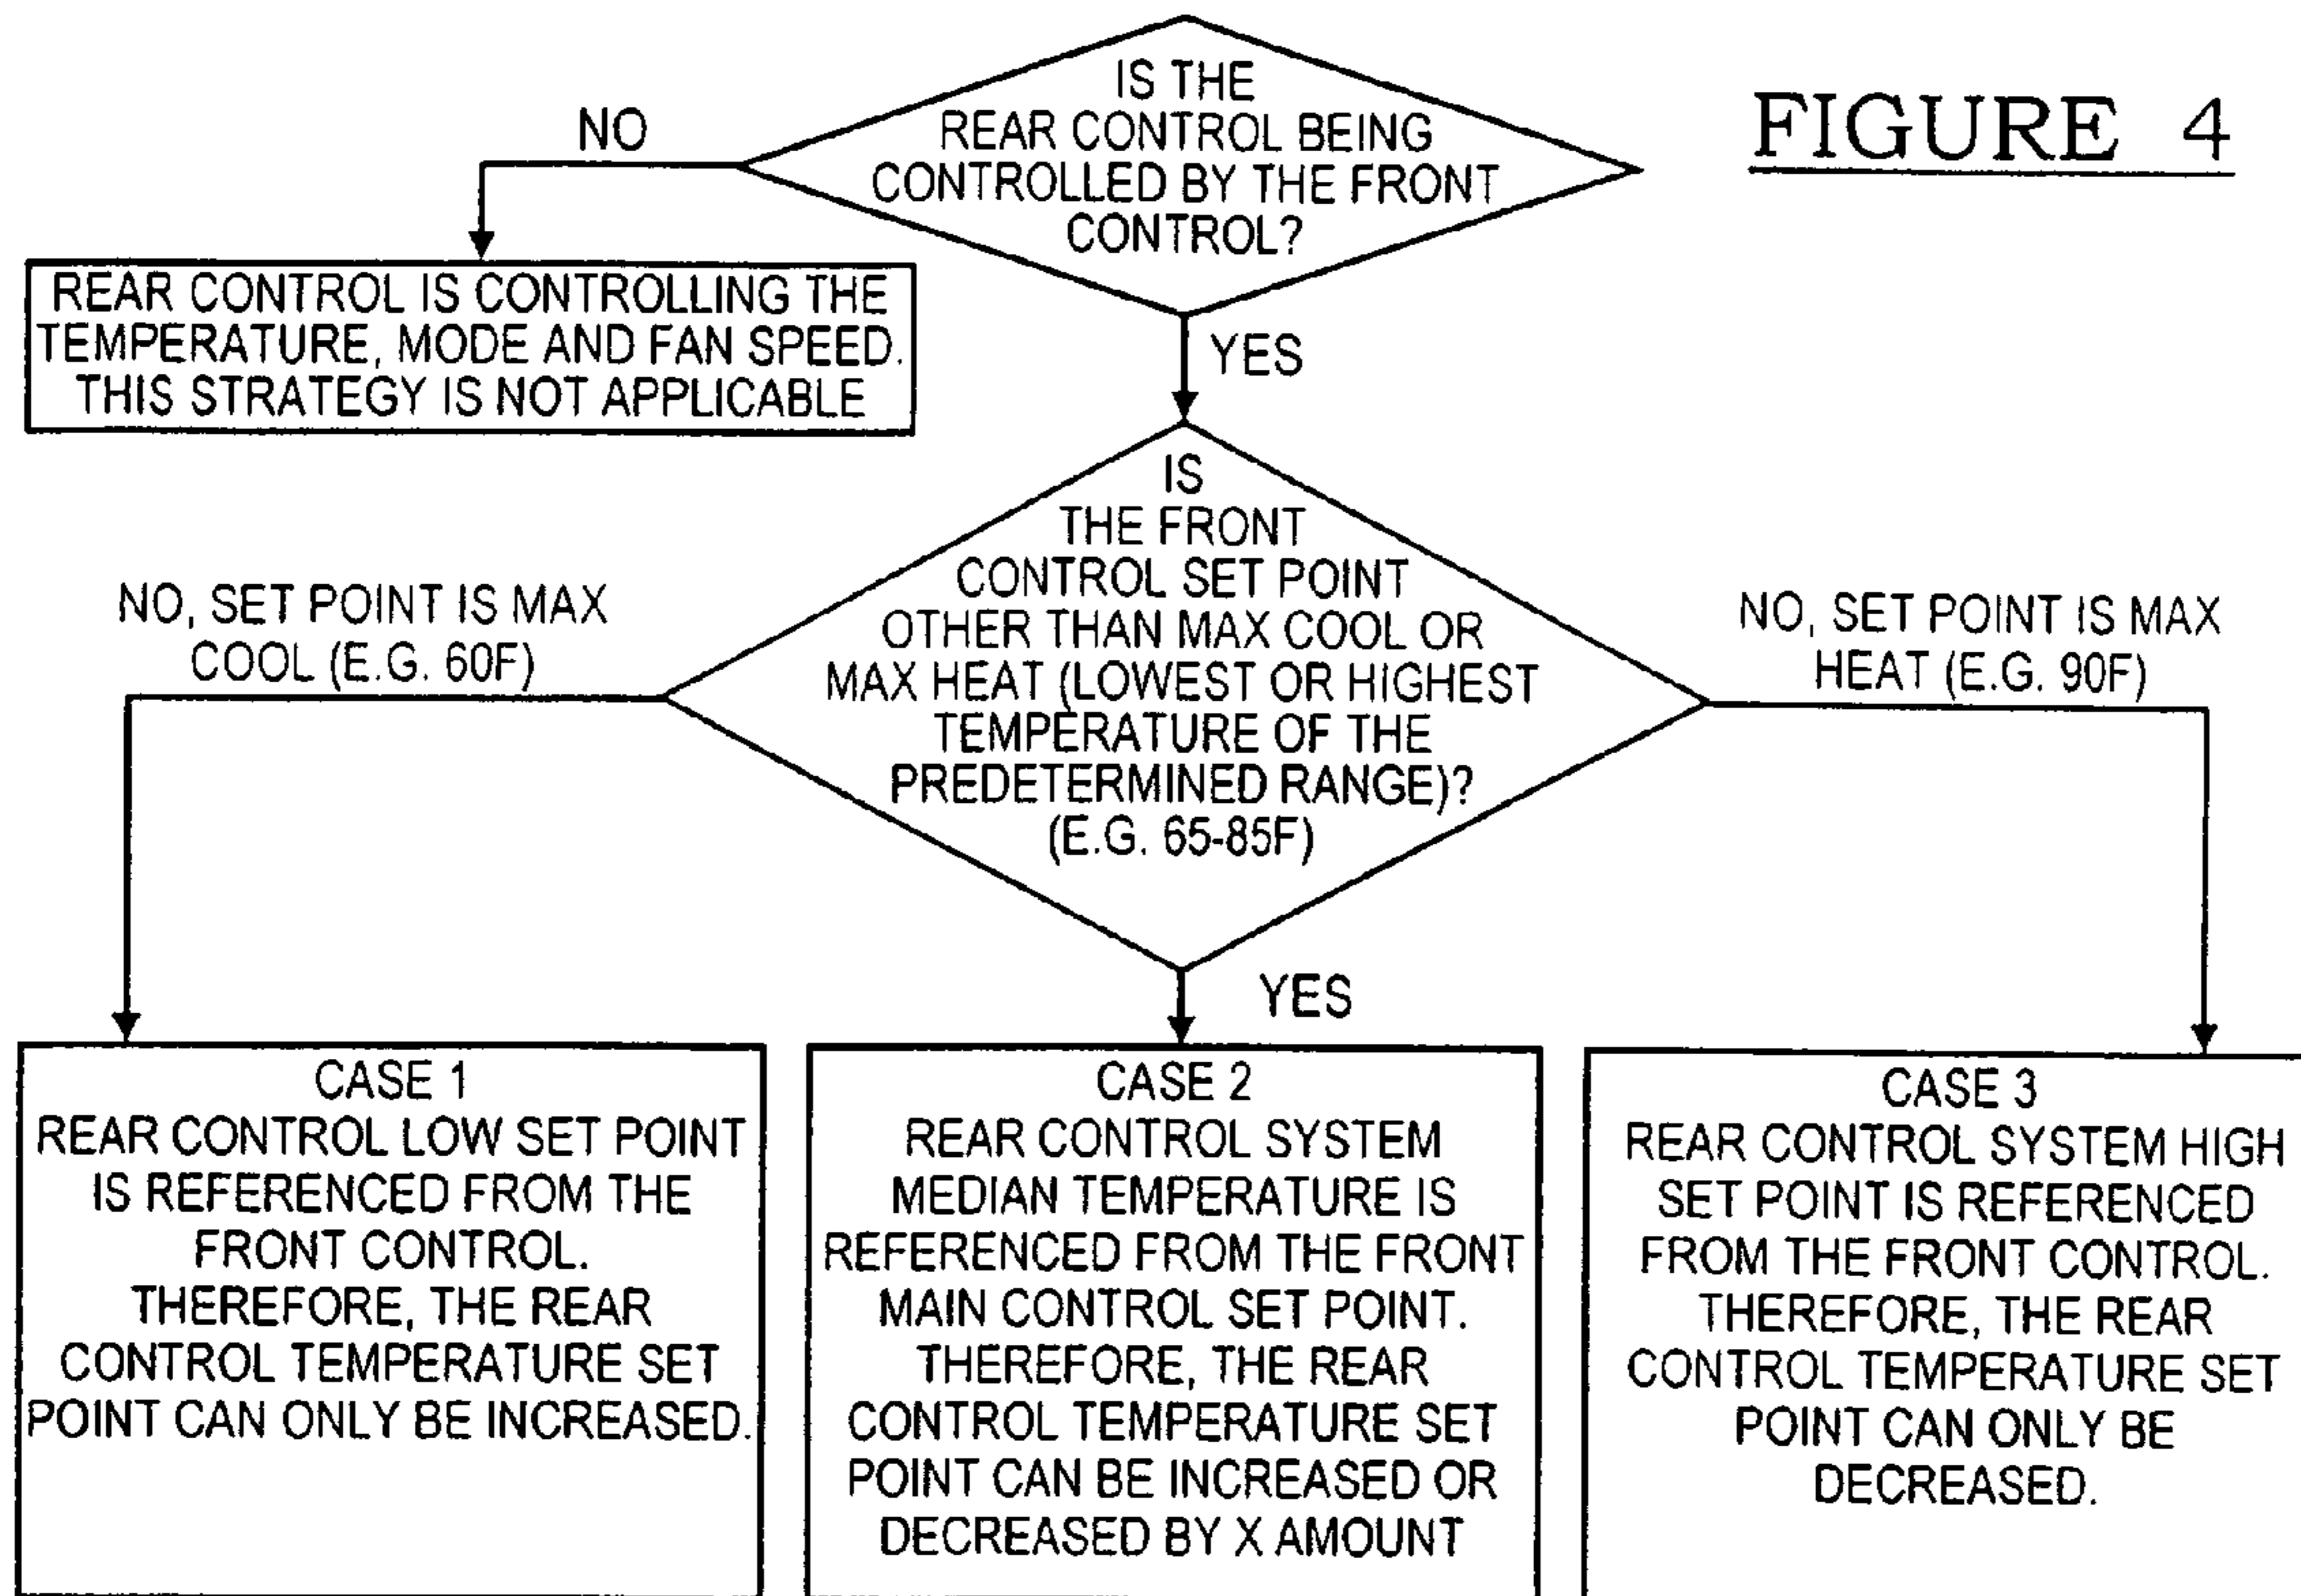 FIGURE 4
IS THE
REAR CONTROL BEING
CONTROLLED BY THE FRONT
CONTROL?
NO
REAR CONTROL IS CONTROLLING THE
TEMPERATURE, MODE AND FAN SPEED.
THIS STRATEGY IS NOT APPLICABLE
YES
IS
THE FRONT
CONTROL SET POINT
OTHER THAN MAX COOL OR
MAX HEAT (LOWEST OR HIGHEST
TEMPERATURE OF THE
PREDETERMINED RANGE)?
(E.G. 65-85F)
NO, SET POINT IS MAX
COOL (E.G. 60F)
NO, SET POINT IS MAX
HEAT (E.G. 90F)
YES
CASE 1
REAR CONTROL LOW SET POINT
IS REFERENCED FROM THE
FRONT CONTROL.
THEREFORE, THE REAR
CONTROL TEMPERATURE SET
POINT CAN ONLY BE INCREASED.
CASE 2
REAR CONTROL SYSTEM
MEDIAN TEMPERATURE IS
REFERENCED FROM THE FRONT
MAIN CONTROL SET POINT.
THEREFORE, THE REAR
CONTROL TEMPERATURE SET
POINT CAN BE INCREASED OR
DECREASED BY X AMOUNT
CASE 3
REAR CONTROL SYSTEM HIGH
SET POINT IS REFERENCED
FROM THE FRONT CONTROL.
THEREFORE, THE REAR
CONTROL TEMPERATURE SET
POINT CAN ONLY BE
DECREASED.